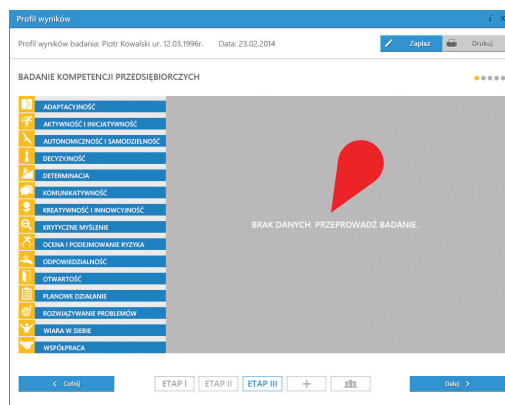 Profil wyników
i x
Profil wyników badania: Piotr Kowalski ur. 12.03.1996r. Data: 23.02.2014
Zapisz
Drukuj
BADANIE KOMPETENCJI PRZEDSIĘBIORCZYCH
ADAPTACYJNOŚĆ
AKTYWNOŚĆ I INICJATYWNOŚĆ
AUTONOMICZNOŚĆ I SAMODZIELNOŚĆ
DECYZYJNOŚĆ
DETERMINACJA
KOMUNIKATYWNOŚĆ
KREATYWNOŚĆ I INNOWCYJNOŚĆ
KRYTYCZNE MYŚLENIE
OCENA I PODEJMOWANIE RYZYKA
ODPOWIEDZIALNOŚĆ
OTWARTOŚĆ
PLANOWE DZIAŁANIE
ROZWIĄZYWANIE PROBLEMÓW
WIARA W SIEBIE
WSPÓŁPRACA
BRAK DANYCH. PRZEPROWADŹ BADANIE.
< Cofnij
ETAP I
ETAP II
ETAP III
+
Dalej >